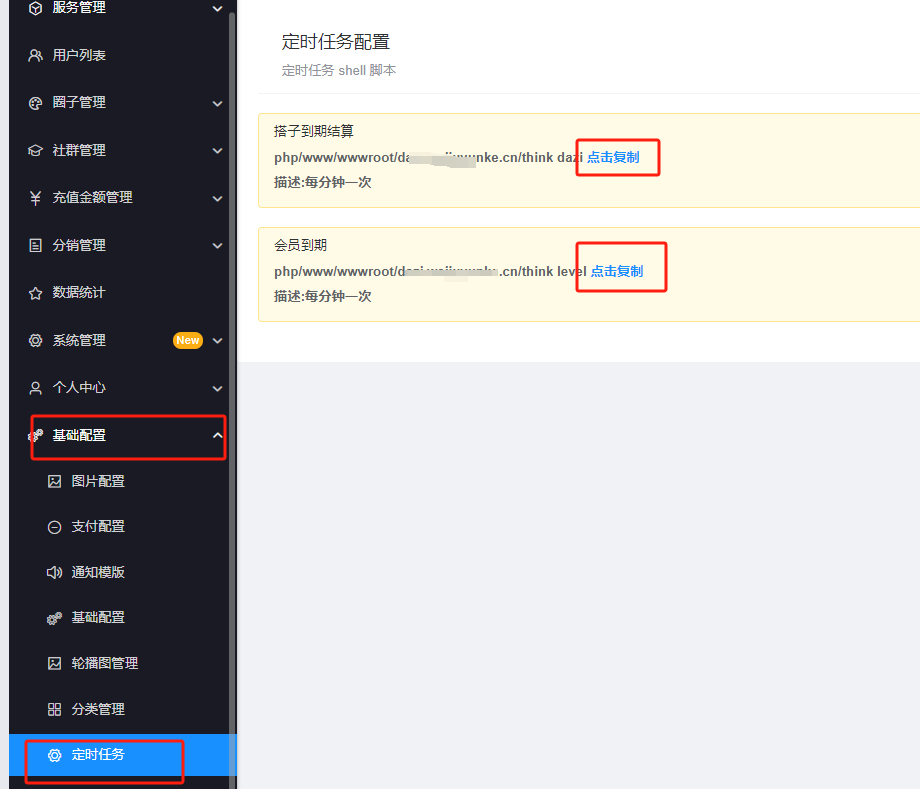 服务管理
用户列表
圈子管理
社群管理
充值金额管理
分销管理
数据统计
系统管理 New
个人中心
基础配置
图片配置
支付配置
通知模版
基础配置
轮播图管理
分类管理
定时任务
定时任务配置
定时任务 shell 脚本
搭子到期结算
php/www/wwwroot/da nke.cn/think dazi 点击复制
描述:每分钟一次
会员到期
php/www/wwwroot/ .cn/think level 点击复制
描述:每分钟一次